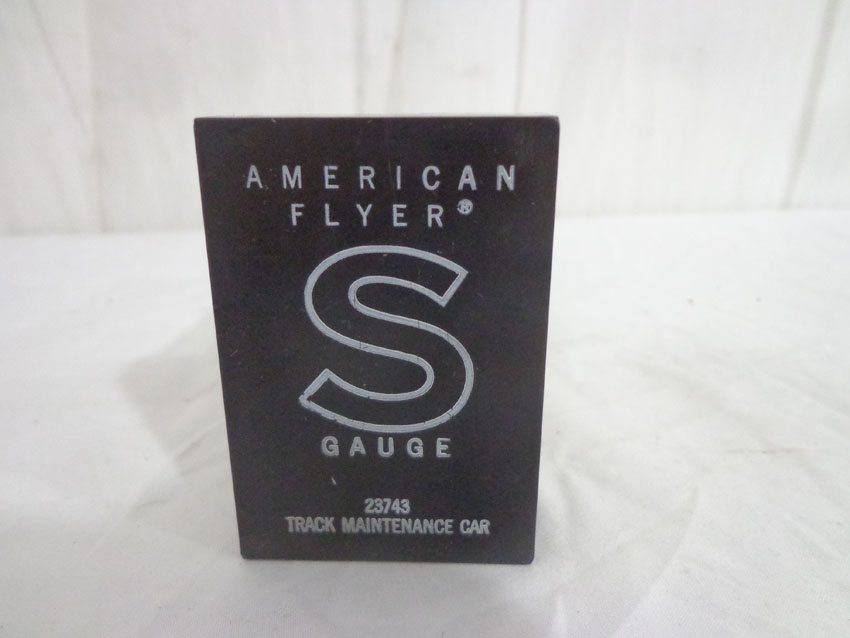 AMERICAN
FLYER®
S
GAUGE
23743
TRACK MAINTENANCE CAR